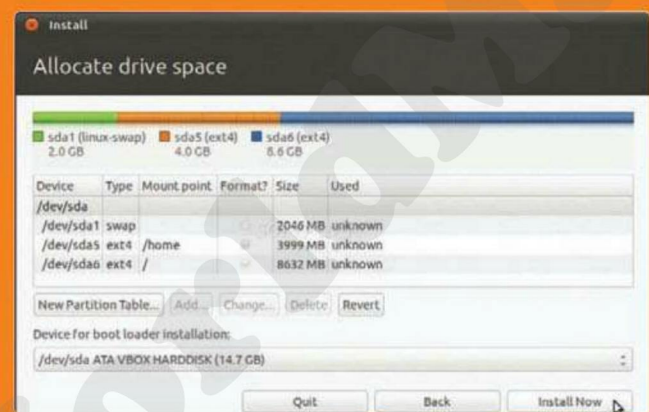 Install
Allocate drive space
sda1 (linux-swap) sda5 (ext4) sda6 (ext4)
2.0 GB 4.0 GB 8.6 GB
Device Type Mount point Format? Size Used
/dev/sda
/dev/sda1 swap 2046 MB unknown
/dev/sda5 ext4 /home 3999 MB unknown
/dev/sda6 ext4 / 8632 MB unknown
New Partition Table... Add... Change... Delete Revert
Device for boot loader installation:
/dev/sda ATA VBOX HARDDISK (14.7 GB)
Quit Back Install Now